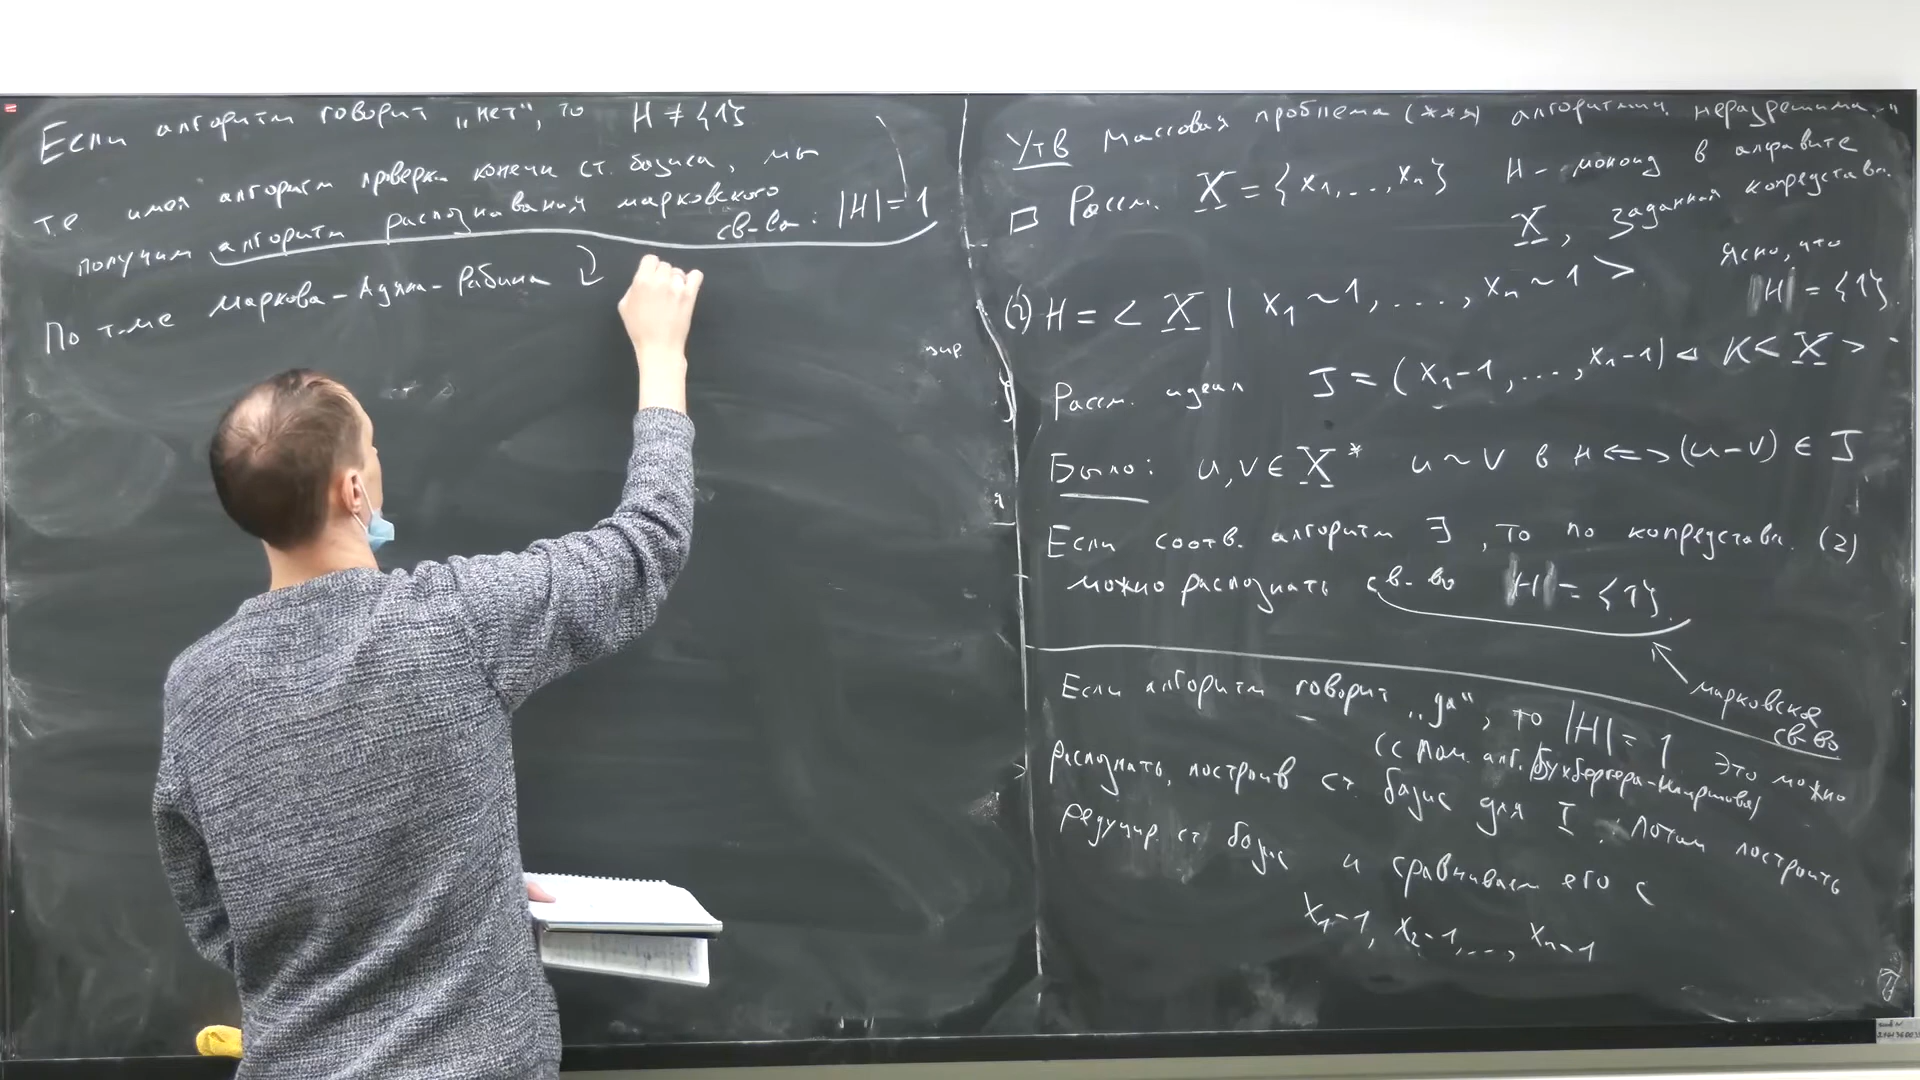 Если алгоритм говорит „нет“, то H ≠ {1}
т.е имея алгоритм проверки конечн ст. базиса, мы
получим алгоритм распознавания марковского
св-ва: |H| = 1
По т-ме Маркова-Адяна-Рабина
Утв Массовая проблема (***) алгоритмич. неразрешима.
□ Рассм. X = {x₁,...,xₙ} H - моноид в алфавите
X, заданная копредставл.
Ясно, что
(2) H = < X | x₁ ~ 1, ..., xₙ ~ 1 > |H| = {1}.
Рассм. идеал J = (x₁-1,...,xₙ-1) ◁ K< X >
Было: u,v ∈ X* u ~ v в H <=> (u-v) ∈ J
Если соотв. алгоритм ∃, то по копредставл. (2)
можно распознать св-во |H| = {1}.
марковское
св-во
Если алгоритм говорит „да“, то |H| = 1 Это можно
(с пом. алг. Бухбергера-Ширшова)
распознать, построив ст. базис для I. Потом построить
редуцир. ст базис и сравниваем его с
x₁-1, x₂-1,..., xₙ-1